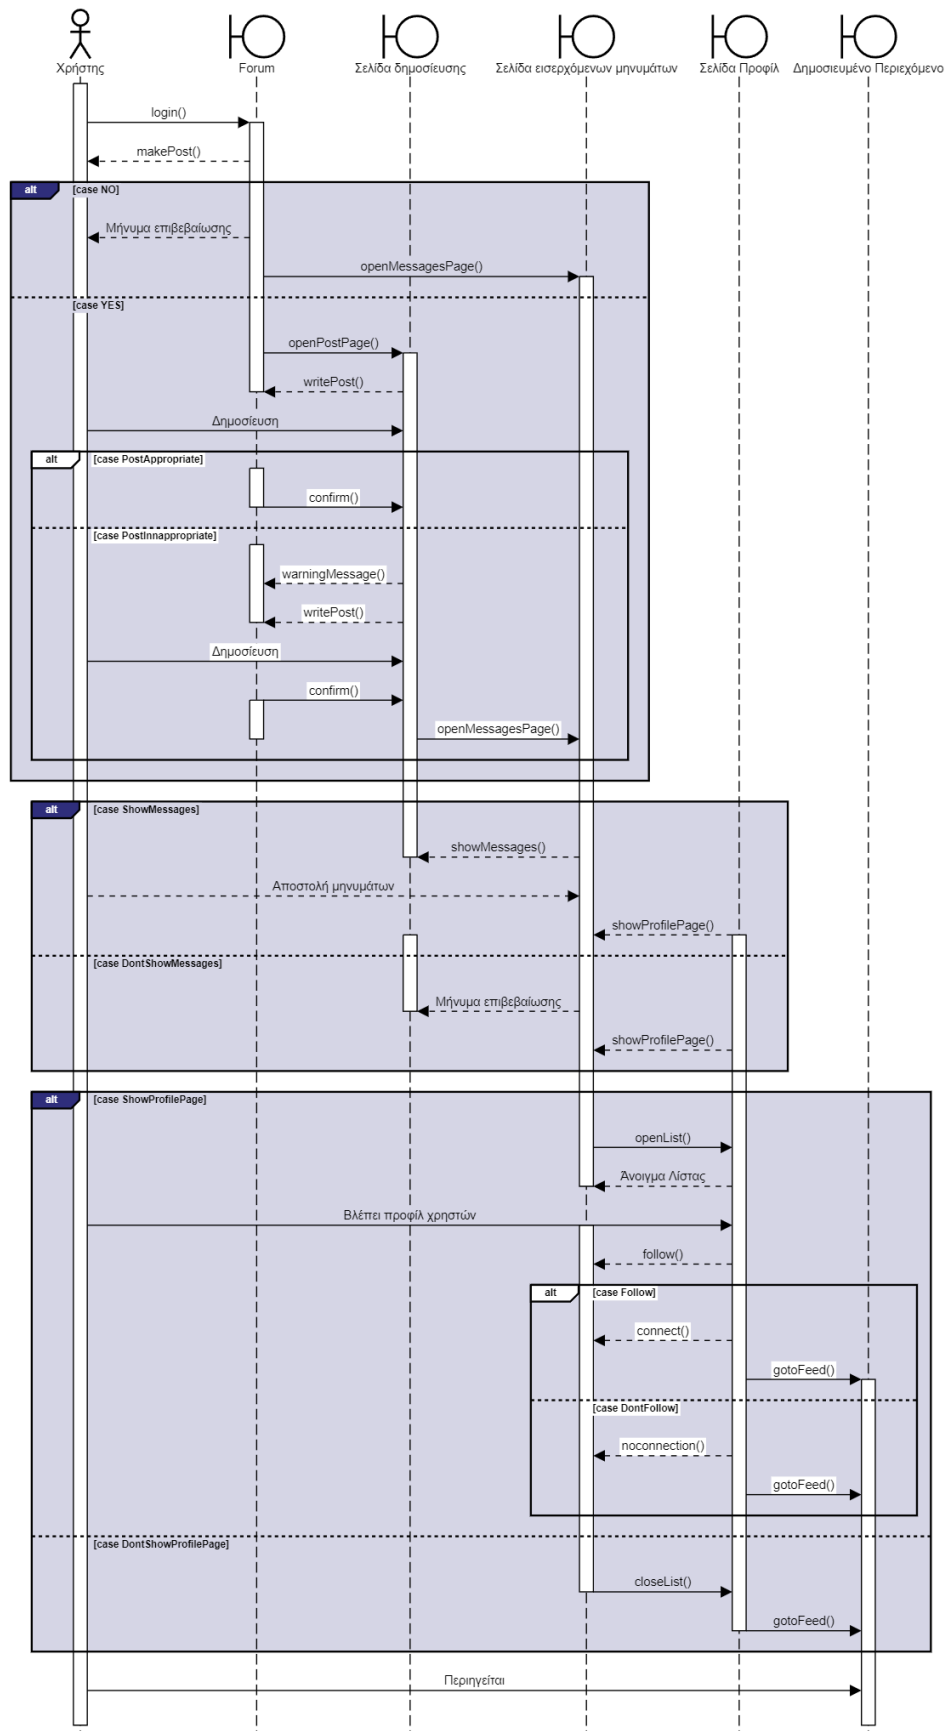 Χρήστης
Forum
Σελίδα δημοσίευσης
Σελίδα εισερχόμενων μηνυμάτων
Σελίδα Προφίλ
Δημοσιευμένο Περιεχόμενο
login()
makePost()
alt [case NO]
Μήνυμα επιβεβαίωσης
openMessagesPage()
[case YES]
openPostPage()
writePost()
Δημοσίευση
alt [case PostAppropriate]
confirm()
[case PostInnappropriate]
warningMessage()
writePost()
Δημοσίευση
confirm()
openMessagesPage()
alt [case ShowMessages]
showMessages()
Αποστολή μηνυμάτων
showProfilePage()
[case DontShowMessages]
Μήνυμα επιβεβαίωσης
showProfilePage()
alt [case ShowProfilePage]
openList()
Άνοιγμα Λίστας
Βλέπει προφίλ χρηστών
follow()
alt [case Follow]
connect()
gotoFeed()
[case DontFollow]
noconnection()
gotoFeed()
[case DontShowProfilePage]
closeList()
gotoFeed()
Περιηγείται